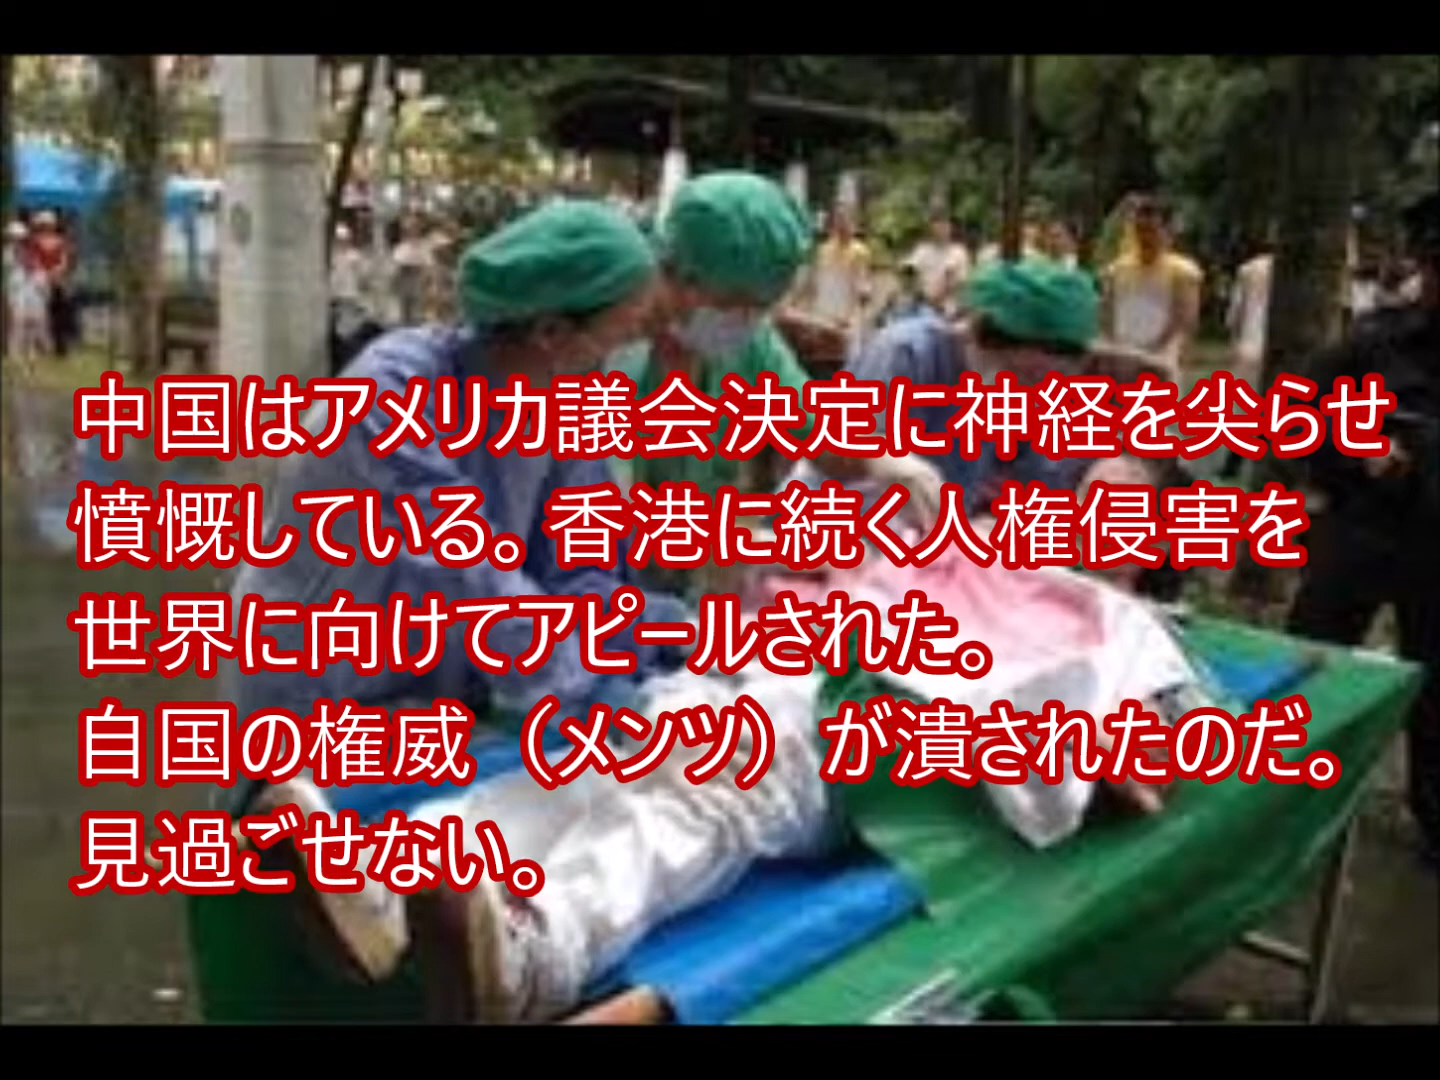 中国はアメリカ議会決定に神経を尖らせ
憤慨している。香港に続く人権侵害を
世界に向けてアピールされた。
自国の権威（メンツ）が潰されたのだ。
見過ごせない。